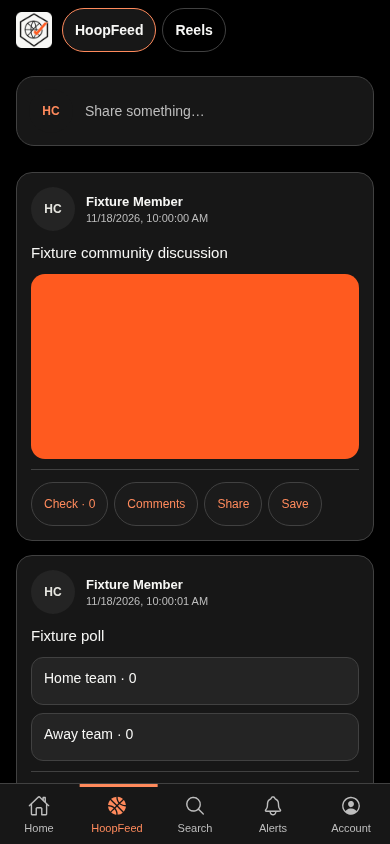 HoopFeed
Reels
HC
Share something…
HC
Fixture Member
11/18/2026, 10:00:00 AM
Fixture community discussion
Check · 0
Comments
Share
Save
HC
Fixture Member
11/18/2026, 10:00:01 AM
Fixture poll
Home team · 0
Away team · 0
Home
HoopFeed
Search
Alerts
Account